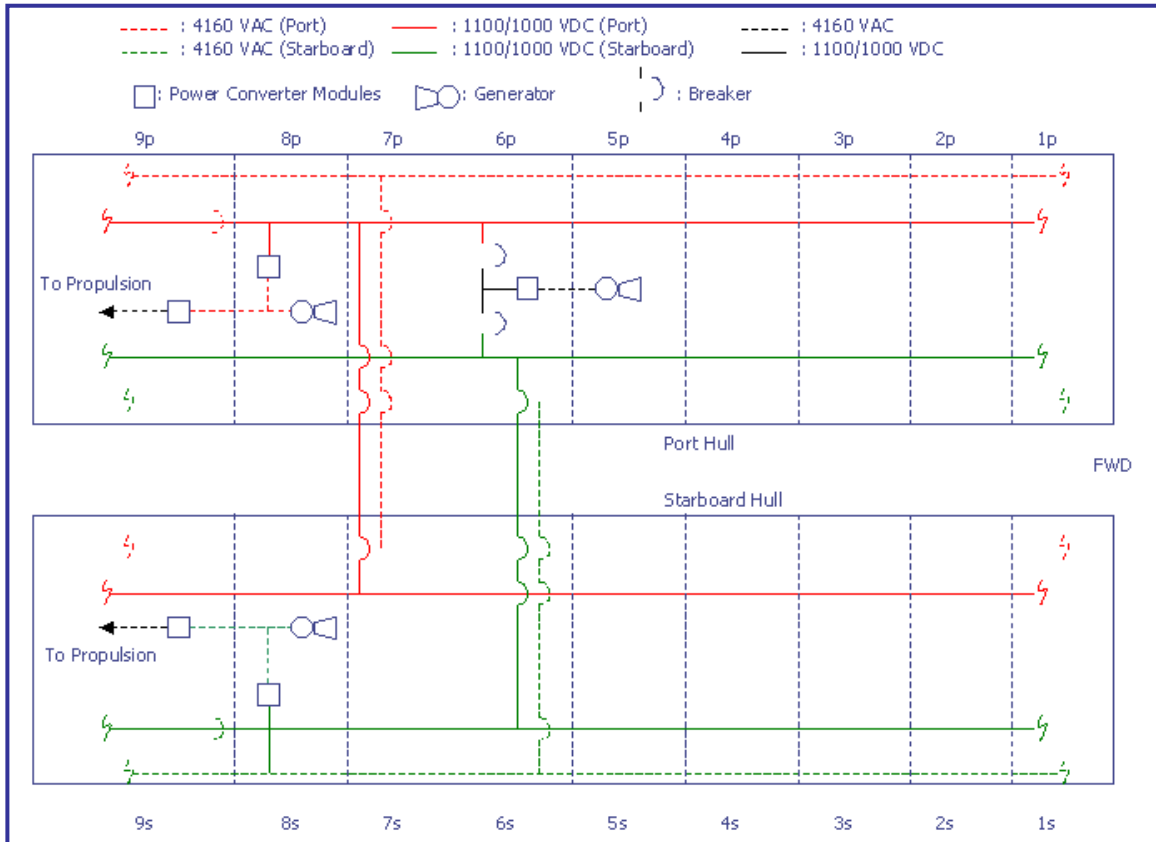 : 4160 VAC (Port) : 1100/1000 VDC (Port) : 4160 VAC
: 4160 VAC (Starboard) : 1100/1000 VDC (Starboard) : 1100/1000 VDC
: Power Converter Modules : Generator : Breaker
9p 8p 7p 6p 5p 4p 3p 2p 1p
To Propulsion
Port Hull
FWD
Starboard Hull
To Propulsion
9s 8s 7s 6s 5s 4s 3s 2s 1s